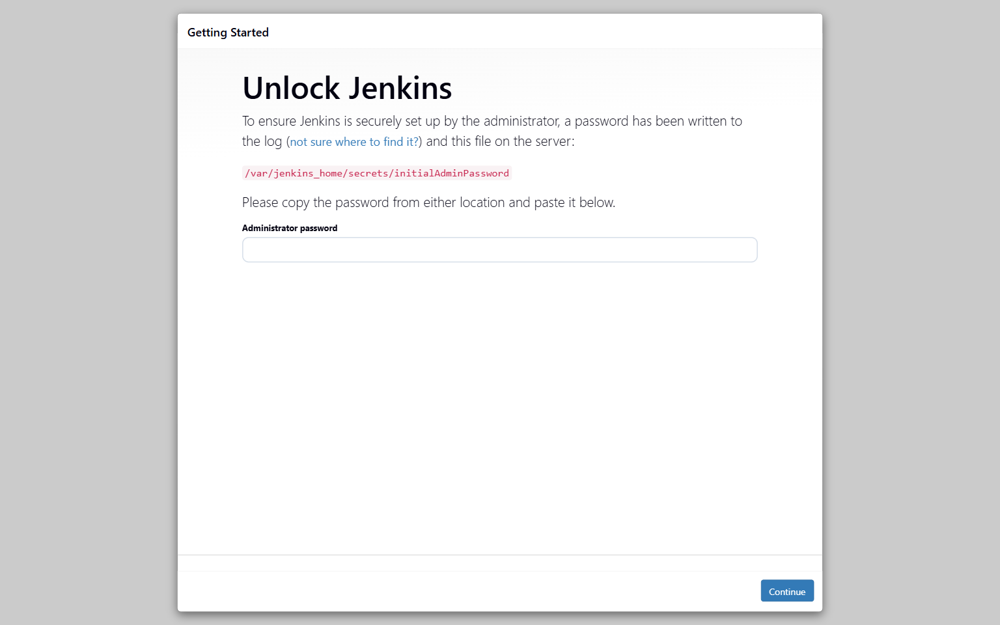 Getting Started
Unlock Jenkins
To ensure Jenkins is securely set up by the administrator, a password has been written to
the log (not sure where to find it?) and this file on the server:
/var/jenkins_home/secrets/initialAdminPassword
Please copy the password from either location and paste it below.
Administrator password
Continue